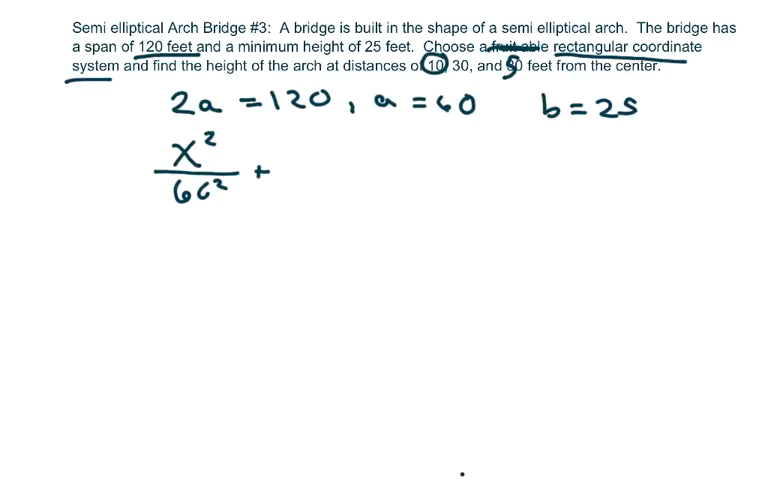 Semi elliptical Arch Bridge #3: A bridge is built in the shape of a semi elliptical arch. The bridge has
a span of 120 feet and a minimum height of 25 feet. Choose a rectangular coordinate
system and find the height of the arch at distances of 10, 30, and 50 feet from the center.
2a = 120, a = 60 b = 25
x²
60² +